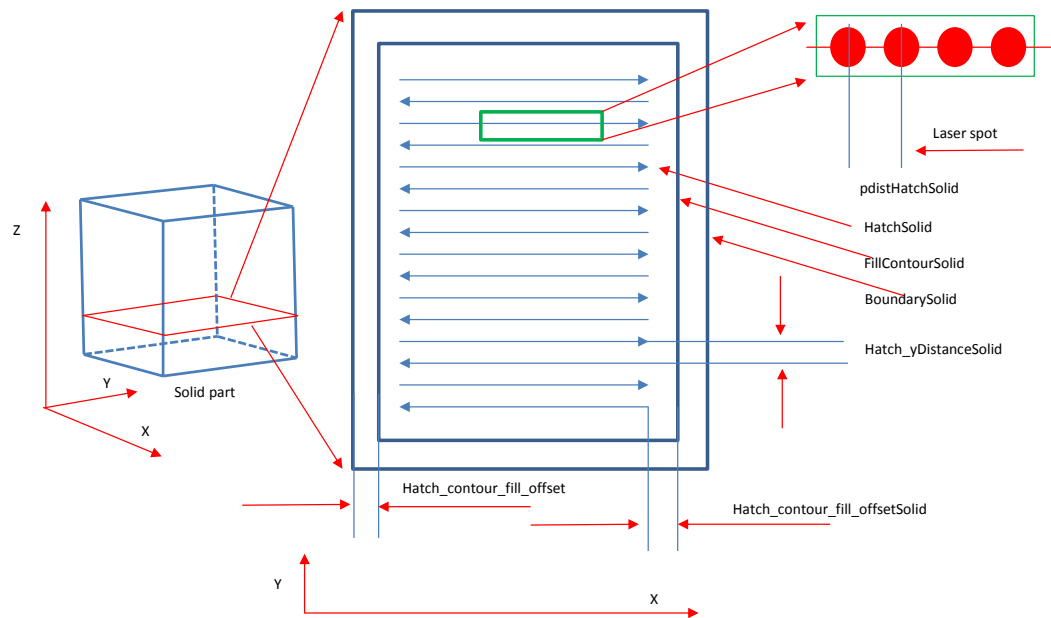 Laser spot
pdistHatchSolid
HatchSolid
FillContourSolid
BoundarySolid
Hatch_yDistanceSolid
Z
Y
X
Solid part
Hatch_contour_fill_offset
Hatch_contour_fill_offsetSolid
Y
X